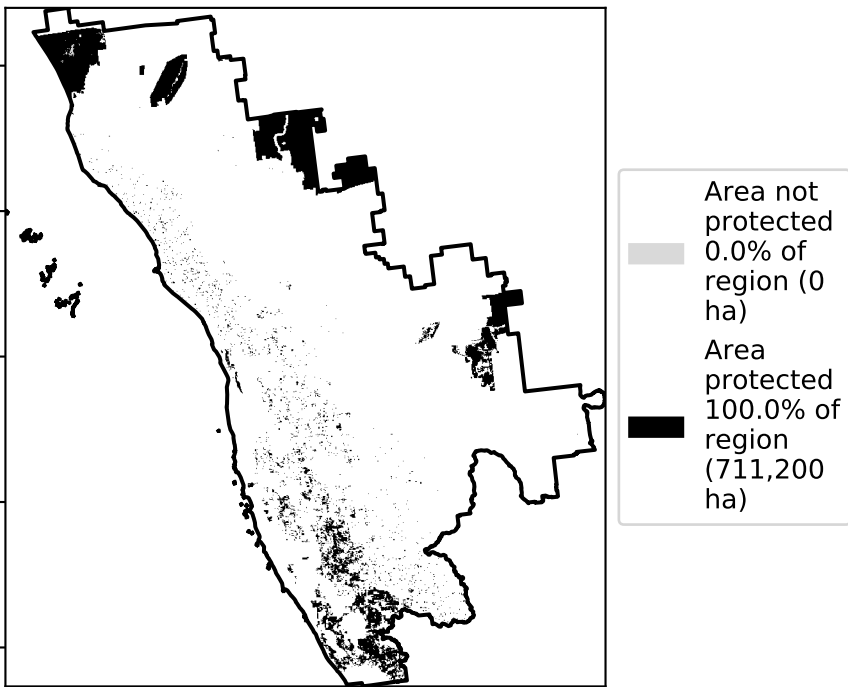 Area not
protected
0.0% of
region (0
ha)
Area
protected
100.0% of
region
(711,200
ha)